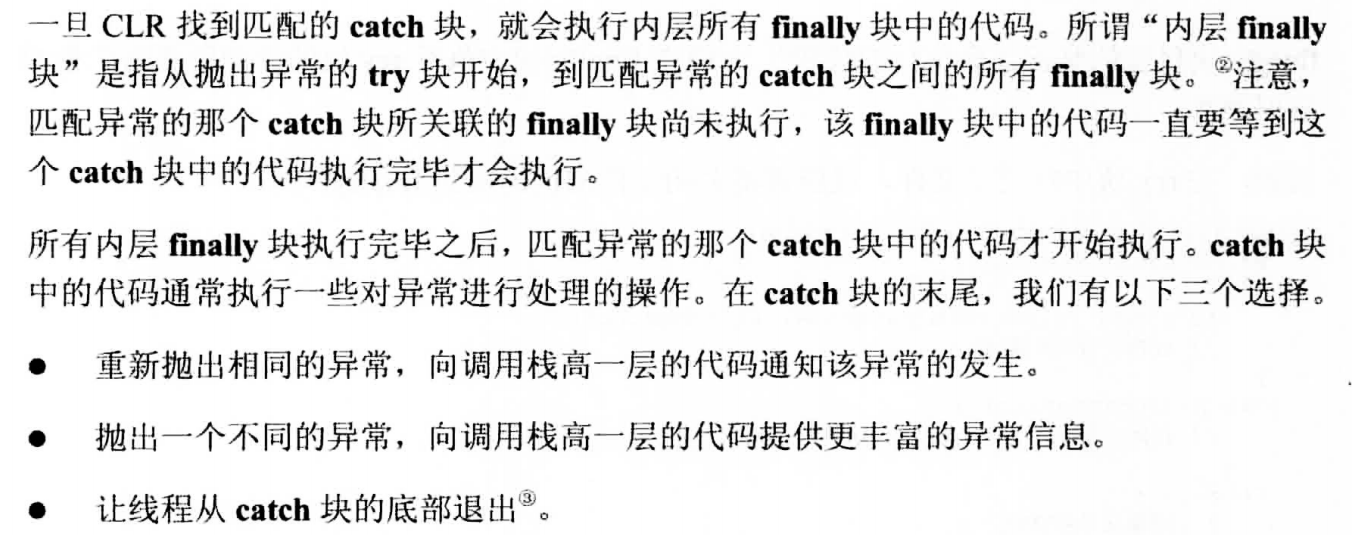 一旦 CLR 找到匹配的 catch 块，就会执行内层所有 finally 块中的代码。所谓“内层 finally
块”是指从抛出异常的 try 块开始，到匹配异常的 catch 块之间的所有 finally 块。②注意，
匹配异常的那个 catch 块所关联的 finally 块尚未执行，该 finally 块中的代码一直要等到这
个 catch 块中的代码执行完毕才会执行。
所有内层 finally 块执行完毕之后，匹配异常的那个 catch 块中的代码才开始执行。catch 块
中的代码通常执行一些对异常进行处理的操作。在 catch 块的末尾，我们有以下三个选择。
● 重新抛出相同的异常，向调用栈高一层的代码通知该异常的发生。
● 抛出一个不同的异常，向调用栈高一层的代码提供更丰富的异常信息。
● 让线程从 catch 块的底部退出③。